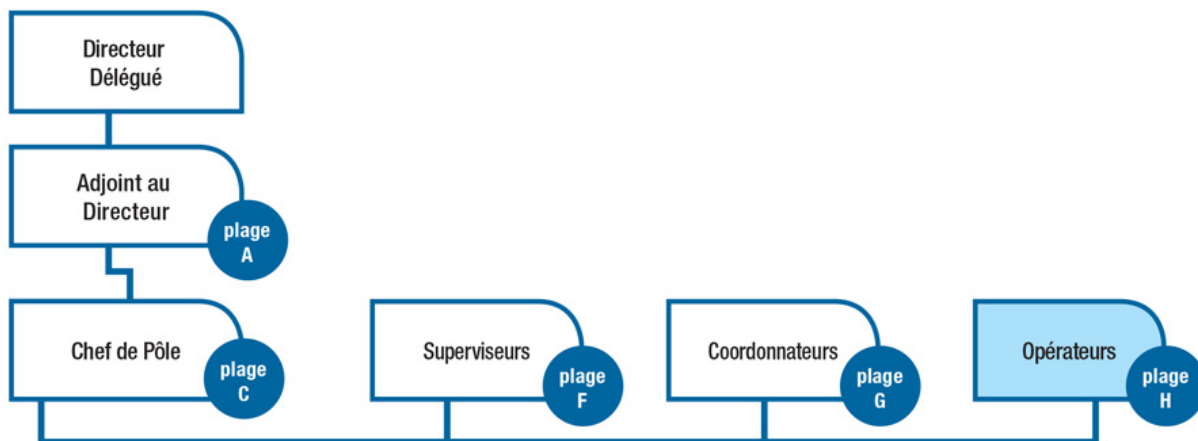 Directeur
Délégué
Adjoint au
Directeur
plage
A
Chef de Pôle
plage
C
Superviseurs
plage
F
Coordonnateurs
plage
G
Opérateurs
plage
H